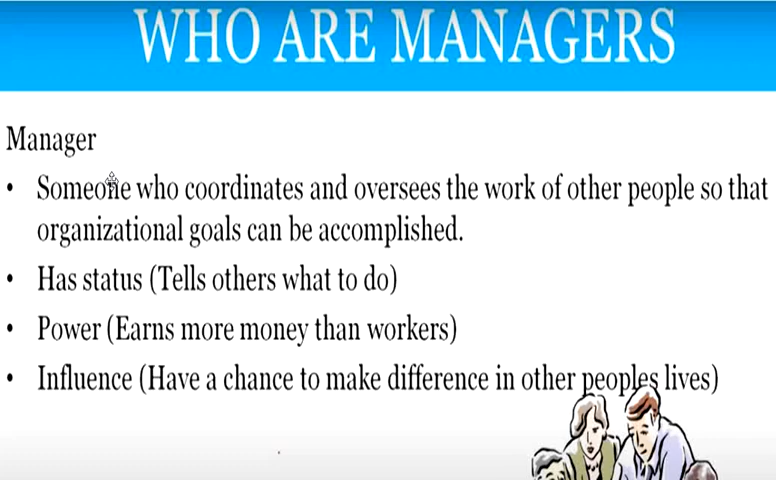 WHO ARE MANAGERS
Manager
• Someone who coordinates and oversees the work of other people so that
organizational goals can be accomplished.
• Has status (Tells others what to do)
• Power (Earns more money than workers)
• Influence (Have a chance to make difference in other peoples lives)